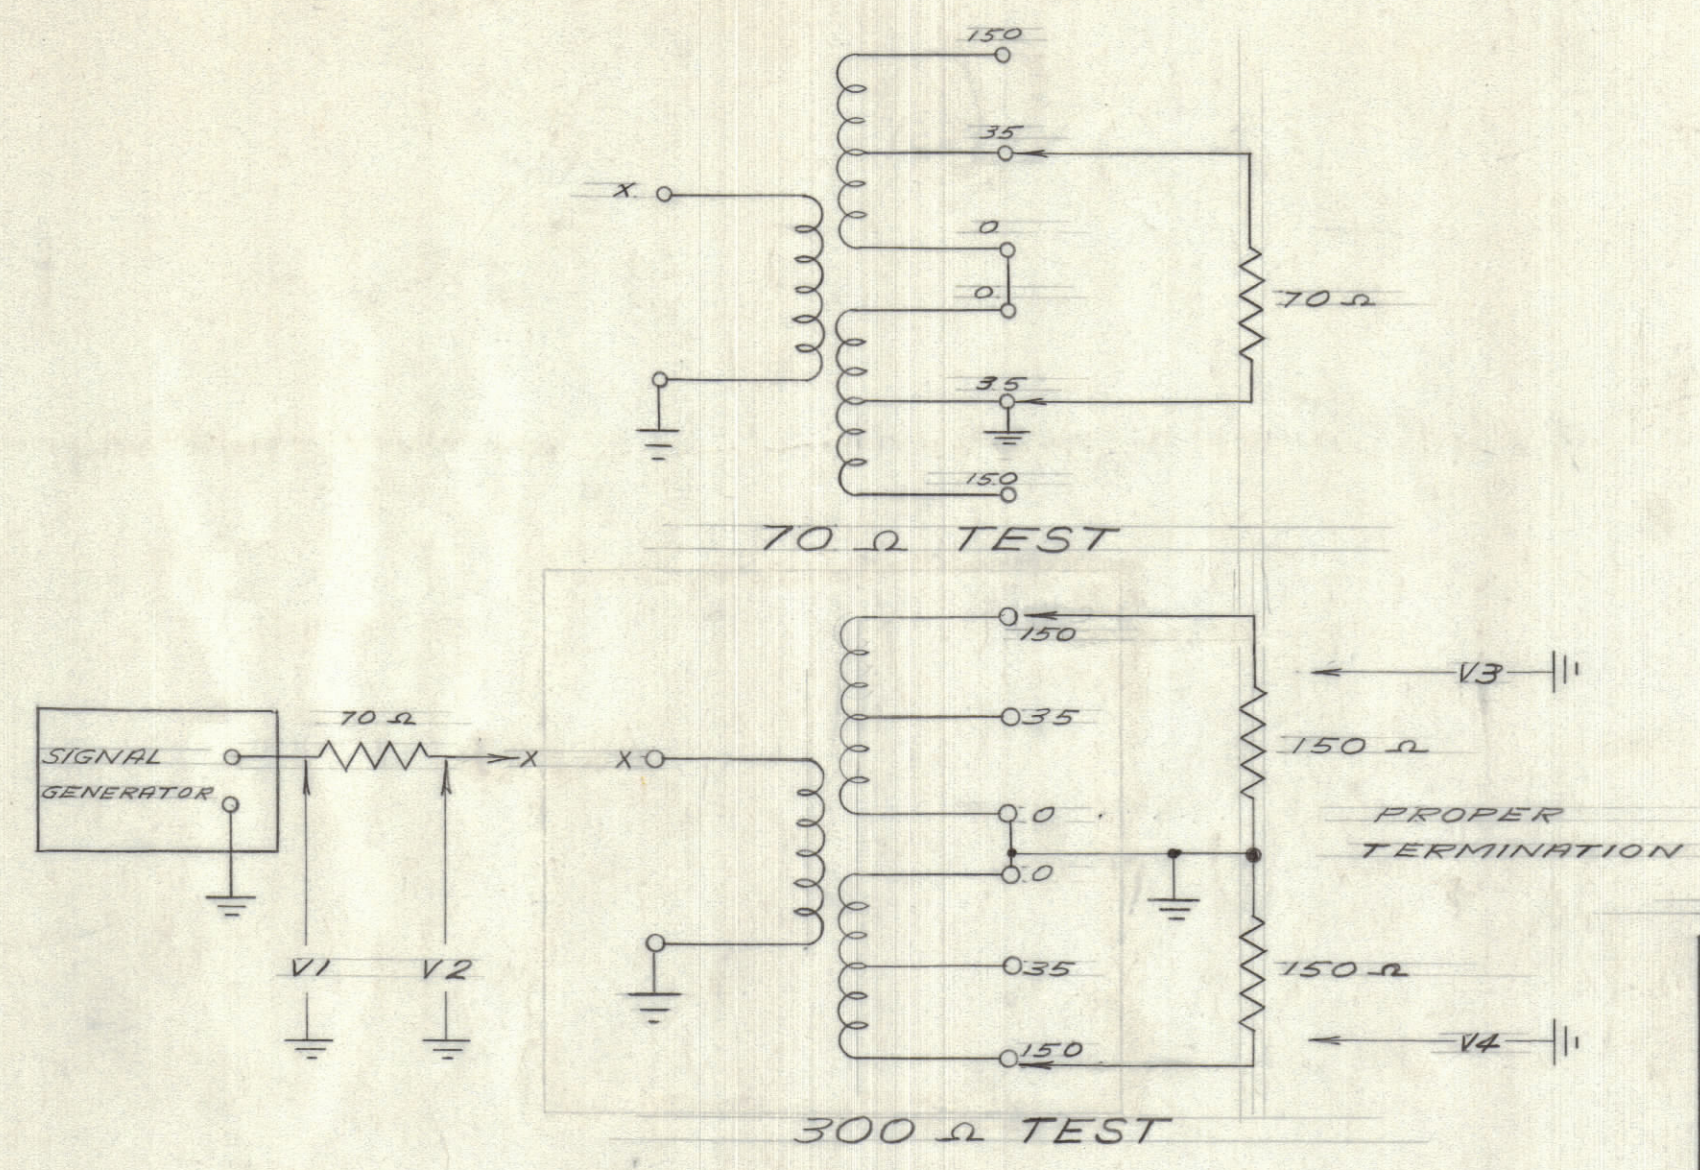 150
35
X
0
70 Ω
0
35
150
70 Ω TEST
150
V3
35
70 Ω
150 Ω
SIGNAL
X
X
GENERATOR
0
PROPER
TERMINATION
0
V1
V2
35
150 Ω
150
V4
300 Ω TEST